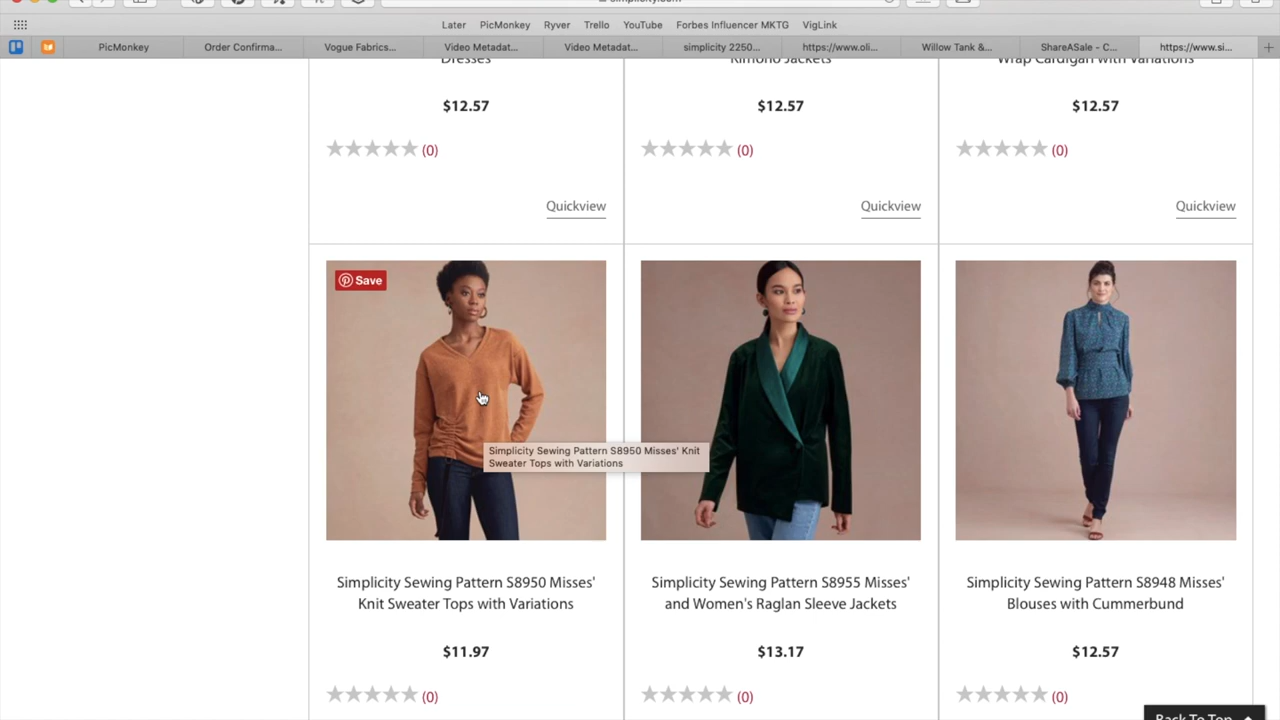 simplicity.com
Later PicMonkey Ryver Trello YouTube Forbes Influencer MKTG VigLink
PicMonkey Order Confirma... Vogue Fabrics... Video Metadat... Video Metadat... simplicity 2250... https://www.oli... Willow Tank &... ShareASale - C... https://www.si... +
Dresses
Kimono Jackets
Wrap Cardigan with Variations
$12.57
$12.57
$12.57
(0)
(0)
(0)
Quickview
Quickview
Quickview
Save
Simplicity Sewing Pattern S8950 Misses' Knit
Sweater Tops with Variations
Simplicity Sewing Pattern S8950 Misses'
Knit Sweater Tops with Variations
Simplicity Sewing Pattern S8955 Misses'
and Women's Raglan Sleeve Jackets
Simplicity Sewing Pattern S8948 Misses'
Blouses with Cummerbund
$11.97
$13.17
$12.57
(0)
(0)
(0)
Back To Top